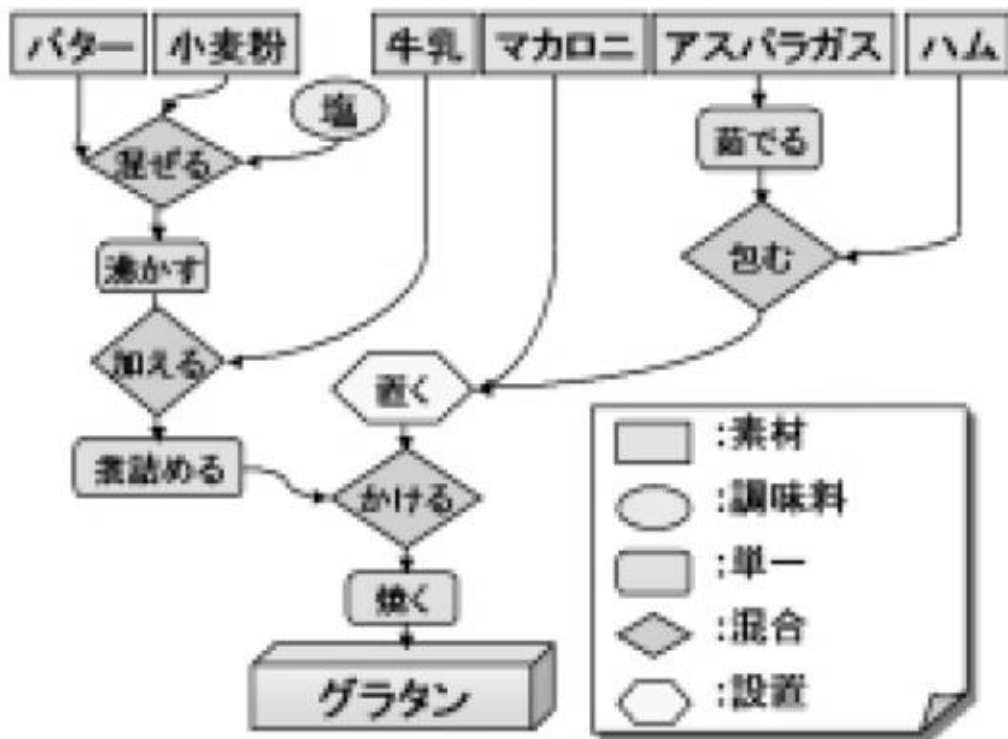 バター 小麦粉 牛乳 マカロニ アスパラガス ハム
塩
混ぜる
茹でる
沸かす
包む
加える
置く
煮詰める
かける
焼く
グラタン
:素材
:調味料
:単一
:混合
:設置